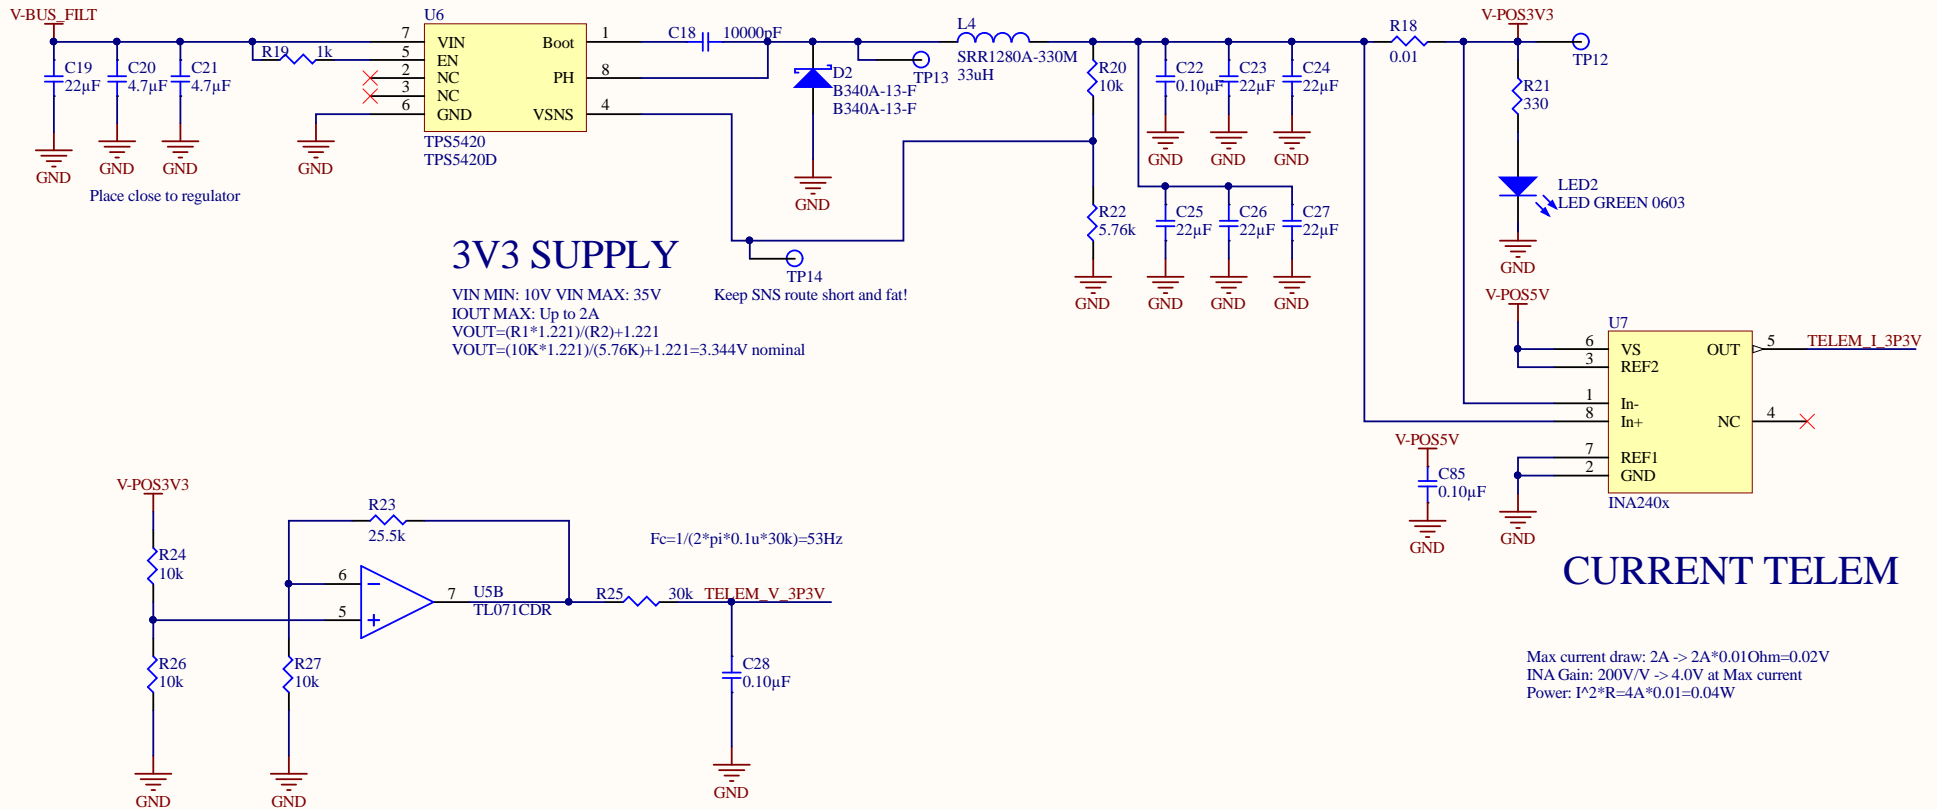 V-BUS_FILT
C19
22µF
GND
C20
4.7µF
GND
C21
4.7µF
GND
Place close to regulator
R19 1k
GND
U6
7 VIN
5 EN
2 NC
3 NC
6 GND
Boot 1
PH 8
VSNS 4
TPS5420
TPS5420D
C18 10000pF
D2
B340A-13-F
B340A-13-F
GND
TP13
L4
SRR1280A-330M
33uH
TP14
Keep SNS route short and fat!
R20
10k
R22
5.76k
GND
C22
0.10µF
GND
C23
22µF
GND
C24
22µF
GND
C25
22µF
GND
C26
22µF
GND
C27
22µF
GND
R18
0.01
V-POS3V3
TP12
R21
330
LED2
LED GREEN 0603
GND
3V3 SUPPLY
VIN MIN: 10V VIN MAX: 35V
IOUT MAX: Up to 2A
VOUT=(R1*1.221)/(R2)+1.221
VOUT=(10K*1.221)/(5.76K)+1.221=3.344V nominal
V-POS5V
U7
6 VS
3 REF2
1 In-
8 In+
7 REF1
2 GND
OUT 5
NC 4
INA240x
TELEM_I_3P3V
GND
V-POS5V
C85
0.10µF
GND
CURRENT TELEM
Max current draw: 2A -> 2A*0.01Ohm=0.02V
INA Gain: 200V/V -> 4.0V at Max current
Power: I^2*R=4A*0.01=0.04W
V-POS3V3
R24
10k
R26
10k
GND
R23
25.5k
R27
10k
GND
6
5
7
U5B
TL071CDR
Fc=1/(2*pi*0.1u*30k)=53Hz
R25 30k
TELEM_V_3P3V
C28
0.10µF
GND